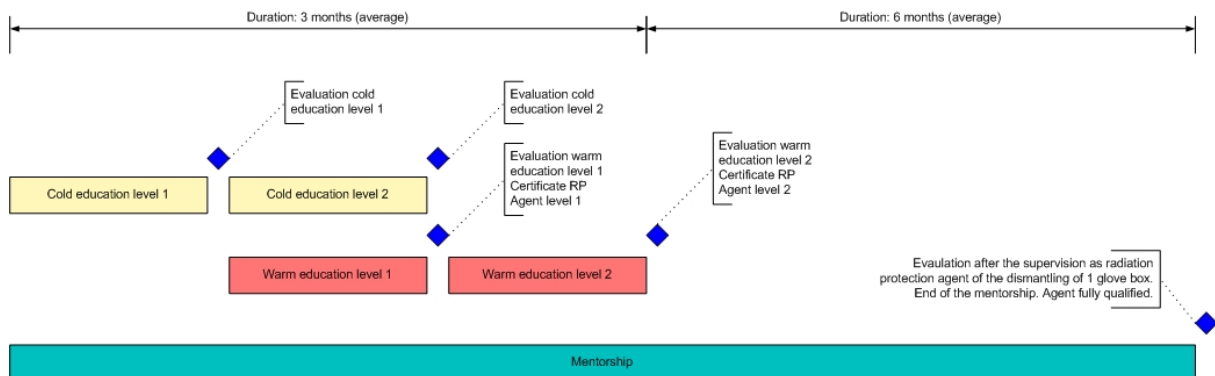 Duration: 3 months (average)
Duration: 6 months (average)
Evaluation cold
education level 1
Evaluation cold
education level 2
Evaluation warm
education level 1
Certificate RP
Agent level 1
Evaluation warm
education level 2
Certificate RP
Agent level 2
Cold education level 1
Cold education level 2
Warm education level 1
Warm education level 2
Evaulation after the supervision as radiation
protection agent of the dismantling of 1 glove box.
End of the mentorship. Agent fully qualified.
Mentorship